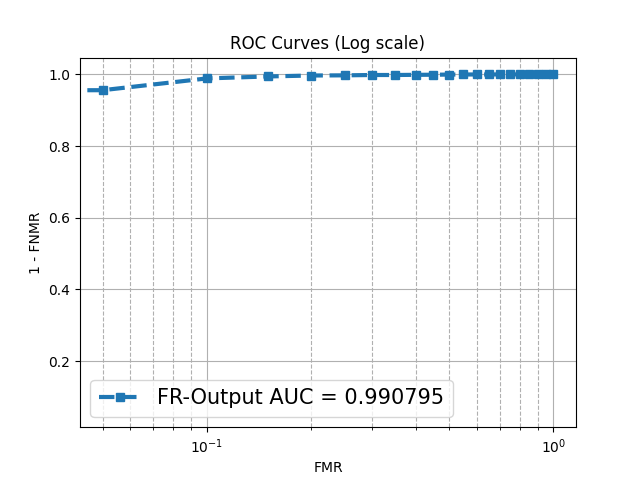 ROC Curves (Log scale)
1.0
0.8
0.6
0.4
0.2
1 - FNMR
FR-Output AUC = 0.990795
10⁻¹
10⁰
FMR